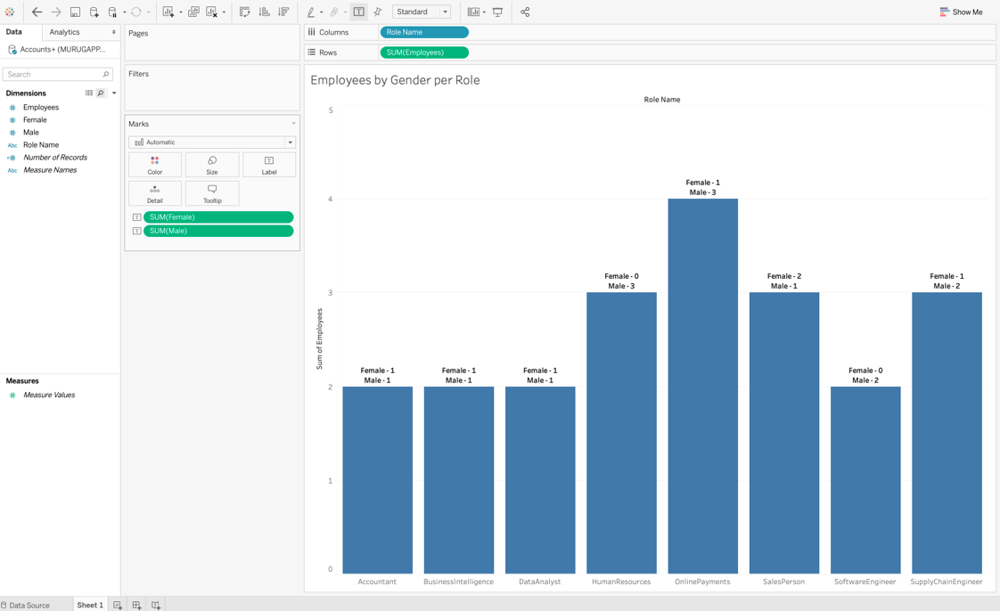 Standard
Show Me
Data
Analytics
Accounts+ (MURUGAPP...
Search
Dimensions
# Employees
# Female
# Male
Abc Role Name
=# Number of Records
Abc Measure Names
Measures
# Measure Values
Pages
Filters
Marks
Automatic
Color
Size
Label
Detail
Tooltip
SUM(Female)
SUM(Male)
Columns
Role Name
Rows
SUM(Employees)
Employees by Gender per Role
Role Name
Sum of Employees
5
4
3
2
1
0
Female - 1
Male - 1
Female - 1
Male - 1
Female - 1
Male - 1
Female - 0
Male - 3
Female - 1
Male - 3
Female - 2
Male - 1
Female - 0
Male - 2
Female - 1
Male - 2
Accountant
BusinessIntelligence
DataAnalyst
HumanResources
OnlinePayments
SalesPerson
SoftwareEngineer
SupplyChainEngineer
Data Source
Sheet 1